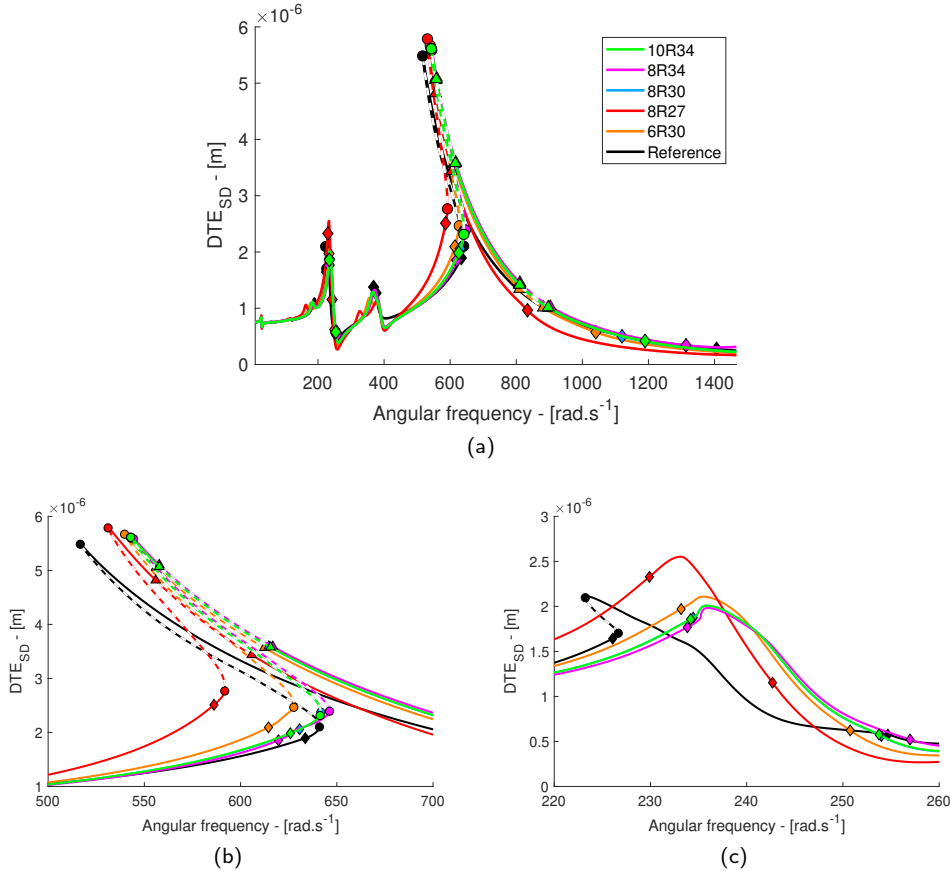 ×10⁻⁶
6
5
4
3
2
1
0
DTE_SD - [m]
200 400 600 800 1000 1200 1400
Angular frequency - [rad.s⁻¹]
10R34
8R34
8R30
8R27
6R30
Reference
(a)
×10⁻⁶
6
5
4
3
2
1
DTE_SD - [m]
500 550 600 650 700
Angular frequency - [rad.s⁻¹]
(b)
×10⁻⁶
3
2.5
2
1.5
1
0.5
0
DTE_SD - [m]
220 230 240 250 260
Angular frequency - [rad.s⁻¹]
(c)